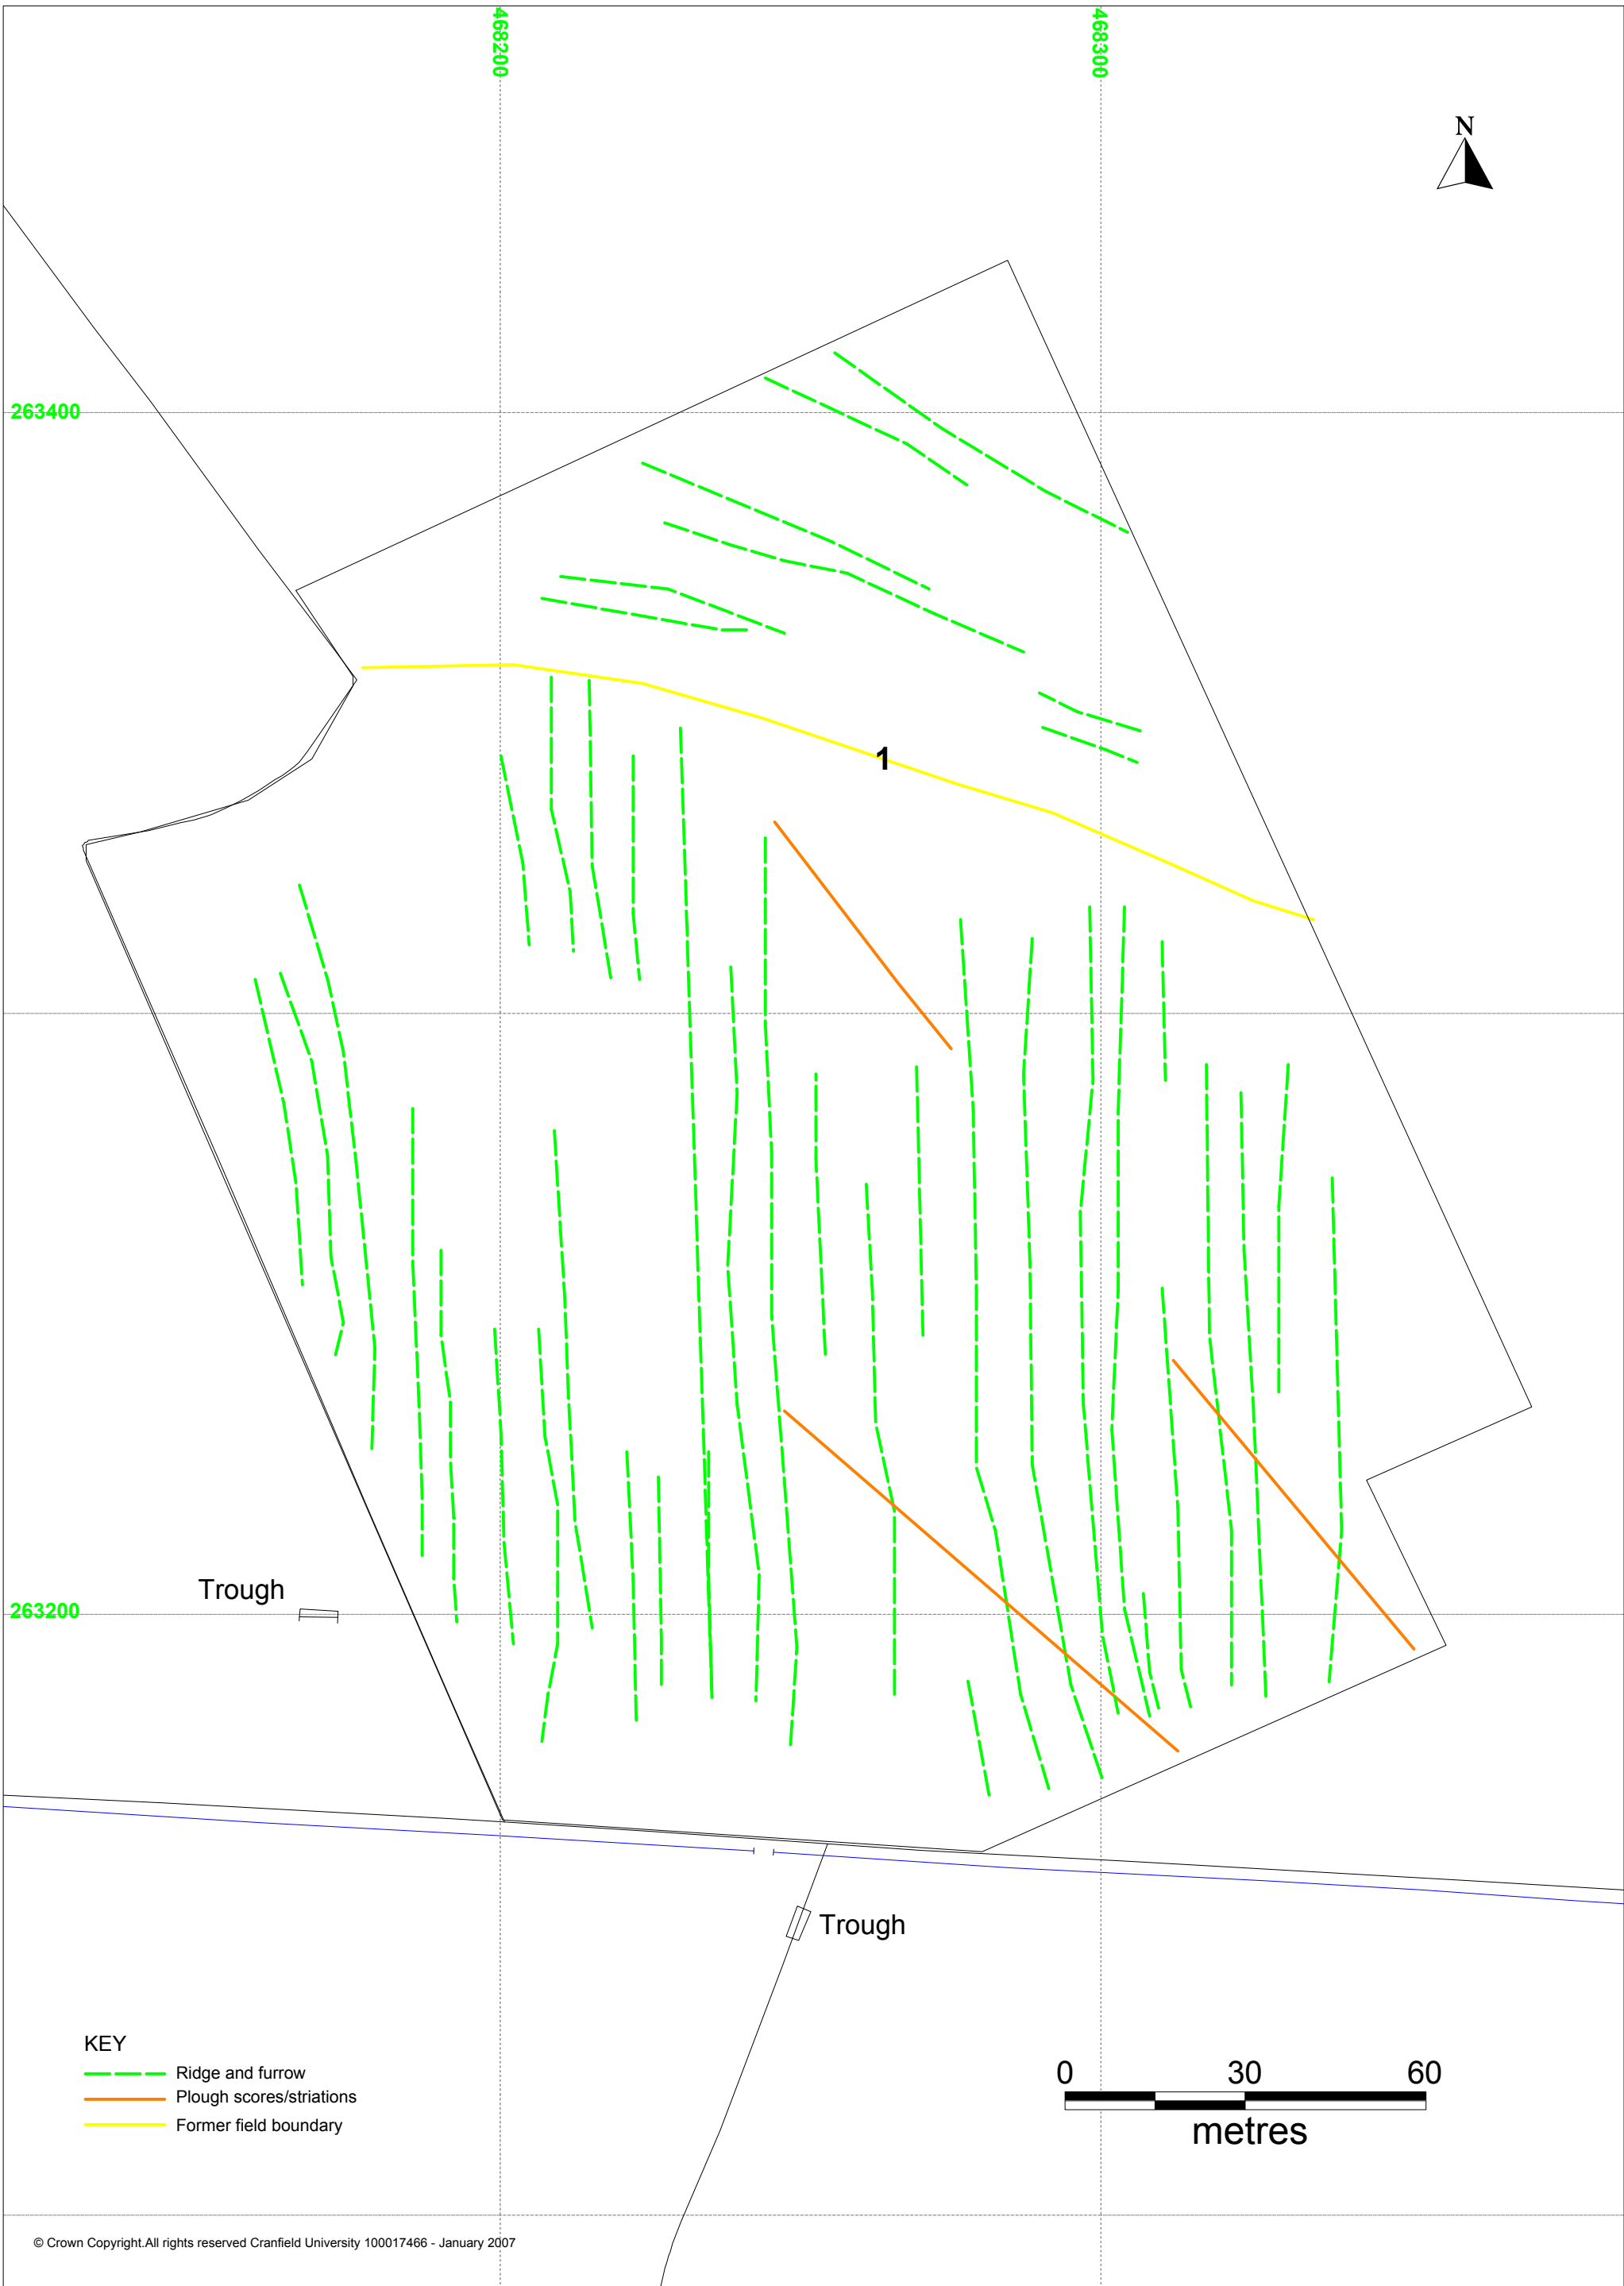 468200
468300
N
263400
1
Trough
263200
Trough
KEY
Ridge and furrow
Plough scores/striations
Former field boundary
0 30 60
metres
© Crown Copyright.All rights reserved Cranfield University 100017466 - January 2007